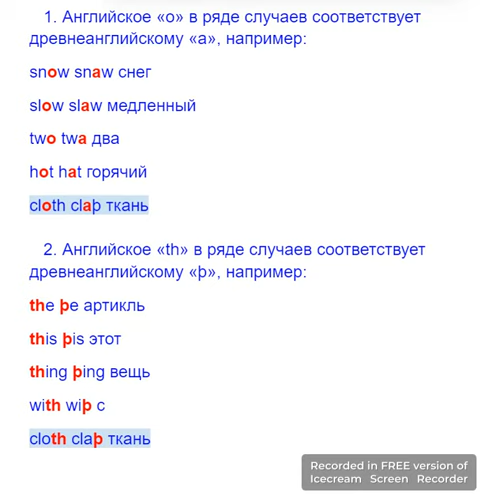 1. Английское «o» в ряде случаев соответствует
древнеанглийскому «a», например:
snow snaw снег
slow slaw медленный
two twa два
hot hat горячий
cloth claþ ткань
2. Английское «th» в ряде случаев соответствует
древнеанглийскому «þ», например:
the þe артикль
this þis этот
thing þing вещь
with wiþ с
cloth claþ ткань
Recorded in FREE version of
Icecream Screen Recorder